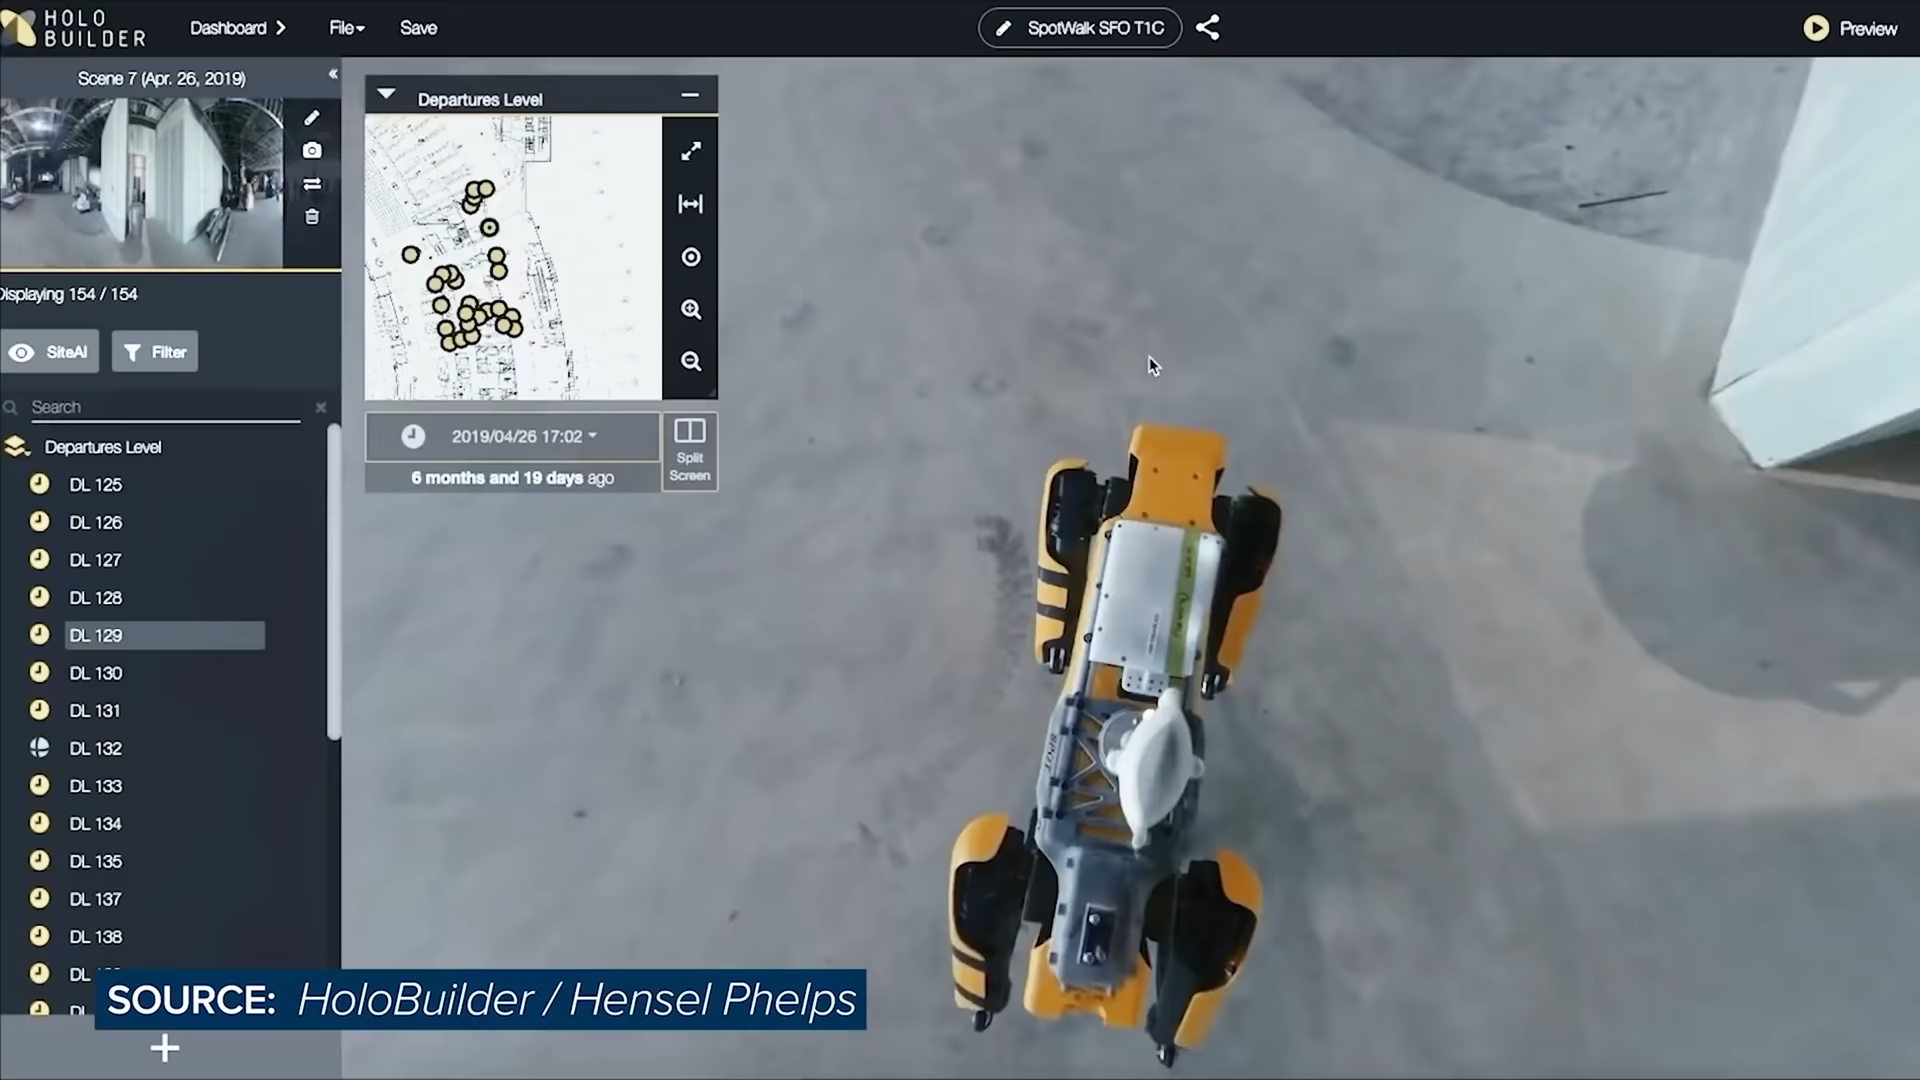 HOLO
BUILDER
Dashboard
File
Save
SpotWalk SFO T1C
Preview
Scene 7 (Apr. 26, 2019)
Displaying 154 / 154
SiteAI
Filter
Search
Departures Level
DL 125
DL 126
DL 127
DL 128
DL 129
DL 130
DL 131
DL 132
DL 133
DL 134
DL 135
DL 137
DL 138
DL
DL
Departures Level
2019/04/26 17:02
6 months and 19 days ago
Split
Screen
SPOT
SOURCE: HoloBuilder / Hensel Phelps